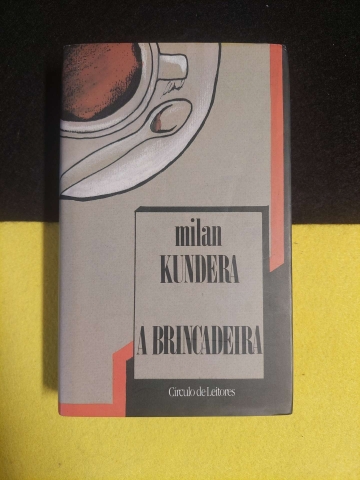 milan
KUNDERA
A BRINCADEIRA
Círculo de Leitores